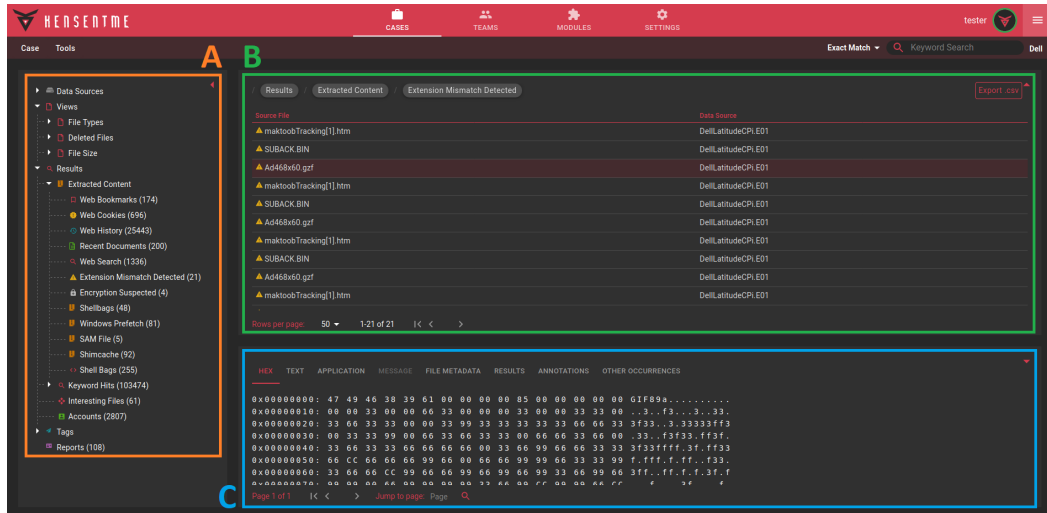 HENSENTME
CASES
TEAMS
MODULES
SETTINGS
tester
Case Tools
Exact Match
Keyword Search
Dell
A
B
Data Sources
Views
File Types
Deleted Files
File Size
Results
Extracted Content
Web Bookmarks (174)
Web Cookies (696)
Web History (25443)
Recent Documents (200)
Web Search (1336)
Extension Mismatch Detected (21)
Encryption Suspected (4)
Shellbags (48)
Windows Prefetch (81)
SAM File (5)
Shimcache (92)
Shell Bags (255)
Keyword Hits (103474)
Interesting Files (61)
Accounts (2807)
Tags
Reports (108)
/ Results / Extracted Content / Extension Mismatch Detected
Export .csv
Source File Data Source
maktoobTracking[1].htm DellLatitudeCPi.E01
SUBACK.BIN DellLatitudeCPi.E01
Ad468x60.gzf DellLatitudeCPi.E01
maktoobTracking[1].htm DellLatitudeCPi.E01
SUBACK.BIN DellLatitudeCPi.E01
Ad468x60.gzf DellLatitudeCPi.E01
maktoobTracking[1].htm DellLatitudeCPi.E01
SUBACK.BIN DellLatitudeCPi.E01
Ad468x60.gzf DellLatitudeCPi.E01
maktoobTracking[1].htm DellLatitudeCPi.E01
Rows per page: 50 1-21 of 21
C
HEX TEXT APPLICATION MESSAGE FILE METADATA RESULTS ANNOTATIONS OTHER OCCURRENCES
0x00000000: 47 49 46 38 39 61 00 00 00 00 85 00 00 00 00 00 GIF89a..........
0x00000010: 00 00 33 00 00 66 33 00 00 00 33 00 00 33 33 00 ..3..f3...3..33.
0x00000020: 33 66 33 33 00 00 33 99 33 33 33 33 33 66 66 33 3f33..3.33333ff3
0x00000030: 00 33 33 99 00 66 33 66 33 33 00 66 66 33 66 00 .33..f3f33.ff3f.
0x00000040: 33 66 33 33 66 66 66 66 00 33 66 99 66 66 33 33 3f33ffff.3f.ff33
0x00000050: 66 CC 66 66 66 99 66 00 66 66 99 99 66 33 33 99 f.fff.f.ff..f33.
0x00000060: 33 66 66 CC 99 66 66 99 66 99 66 99 33 66 99 66 3ff..ff.f.f.3f.f
Page 1 of 1 Jump to page: Page